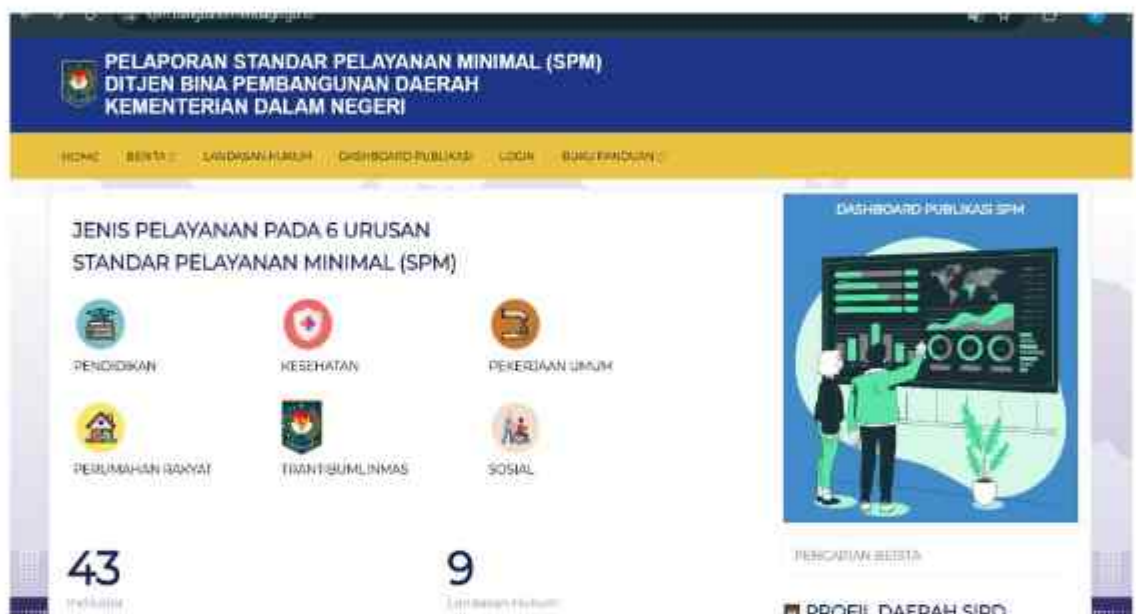 PELAPORAN STANDAR PELAYANAN MINIMAL (SPM)
DITJEN BINA PEMBANGUNAN DAERAH
KEMENTERIAN DALAM NEGERI
HOME BERITA LANDASAN HUKUM DASHBOARD PUBLIKASI LOGIN BUKU PANDUAN
JENIS PELAYANAN PADA 6 URUSAN
STANDAR PELAYANAN MINIMAL (SPM)
PENDIDIKAN KESEHATAN PEKERJAAN UMUM
PERUMAHAN RAKYAT TRANTIBUMLINMAS SOSIAL
43 9
Indikator Landasan Hukum
DASHBOARD PUBLIKASI SPM
PENCARIAN BERITA
PROFIL DAERAH SIPD